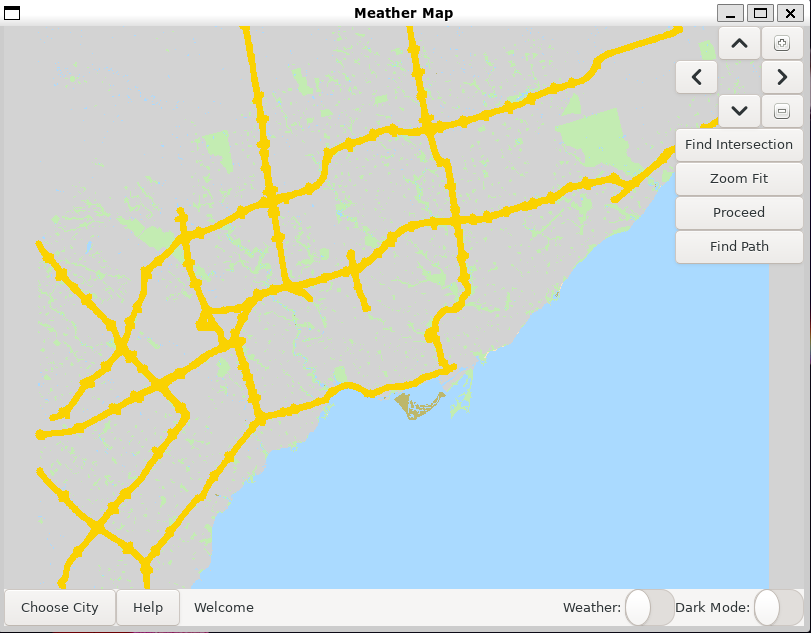 Meather Map
Find Intersection
Zoom Fit
Proceed
Find Path
Choose City
Help
Welcome
Weather:
Dark Mode: